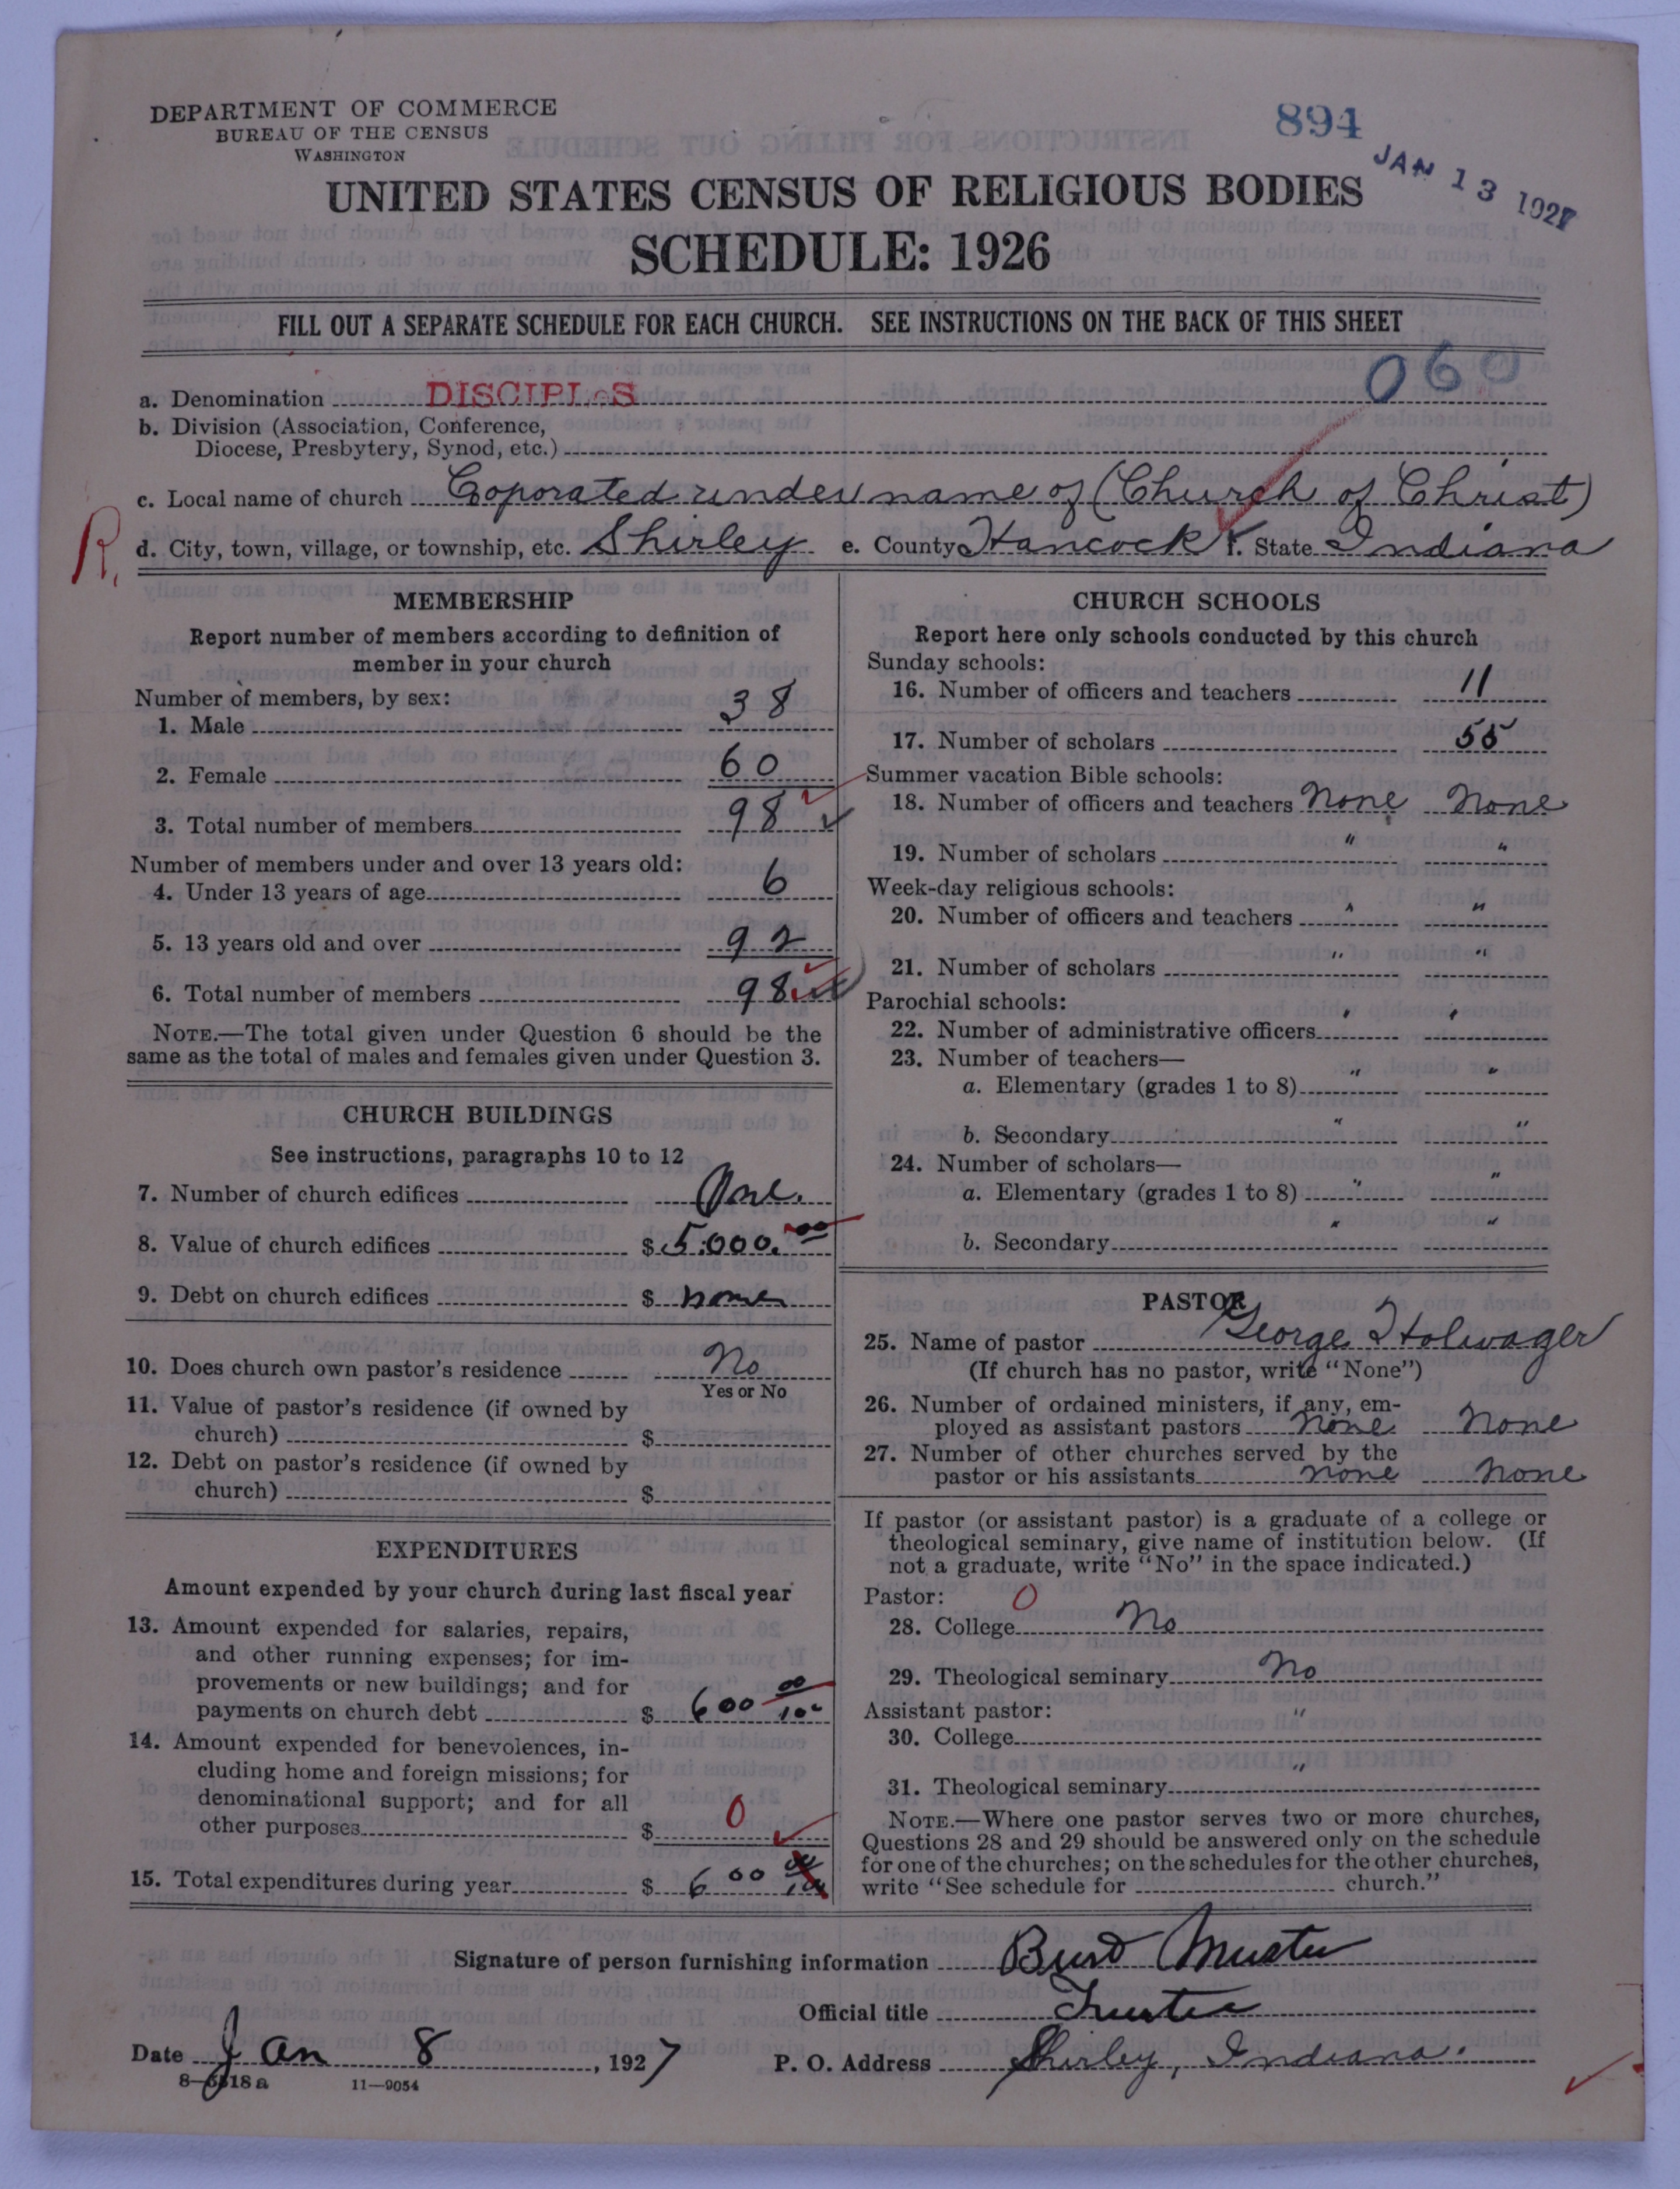 DEPARTMENT OF COMMERCE
BUREAU OF THE CENSUS
WASHINGTON
894
JAN 13 1927
UNITED STATES CENSUS OF RELIGIOUS BODIES
SCHEDULE: 1926
FILL OUT A SEPARATE SCHEDULE FOR EACH CHURCH. SEE INSTRUCTIONS ON THE BACK OF THIS SHEET
060
a. Denomination DISCIPLES
b. Division (Association, Conference,
Diocese, Presbytery, Synod, etc.)
c. Local name of church Coporated under name of (Church of Christ)
R.
d. City, town, village, or township, etc. Shirley e. County Hancock f. State Indiana
MEMBERSHIP
Report number of members according to definition of
member in your church
Number of members, by sex:
1. Male 38
2. Female 60
3. Total number of members 98
Number of members under and over 13 years old:
4. Under 13 years of age 6
5. 13 years old and over 92
6. Total number of members 98
NOTE.—The total given under Question 6 should be the
same as the total of males and females given under Question 3.
CHURCH BUILDINGS
See instructions, paragraphs 10 to 12
7. Number of church edifices One.
8. Value of church edifices $ 5.000.00
9. Debt on church edifices $ none
10. Does church own pastor's residence No
Yes or No
11. Value of pastor's residence (if owned by
church) $
12. Debt on pastor's residence (if owned by
church) $
EXPENDITURES
Amount expended by your church during last fiscal year
13. Amount expended for salaries, repairs,
and other running expenses; for im-
provements or new buildings; and for
payments on church debt $ 600 00/100
14. Amount expended for benevolences, in-
cluding home and foreign missions; for
denominational support; and for all
other purposes $ 0
15. Total expenditures during year $ 600 00/100
CHURCH SCHOOLS
Report here only schools conducted by this church
Sunday schools:
16. Number of officers and teachers 11
17. Number of scholars 55
Summer vacation Bible schools:
18. Number of officers and teachers None None
19. Number of scholars " "
Week-day religious schools:
20. Number of officers and teachers " "
21. Number of scholars " "
Parochial schools:
22. Number of administrative officers " "
23. Number of teachers—
a. Elementary (grades 1 to 8) " "
b. Secondary " "
24. Number of scholars—
a. Elementary (grades 1 to 8) " "
b. Secondary " "
PASTOR
25. Name of pastor George Stolwager
(If church has no pastor, write "None")
26. Number of ordained ministers, if any, em-
ployed as assistant pastors None None
27. Number of other churches served by the
pastor or his assistants None None
If pastor (or assistant pastor) is a graduate of a college or
theological seminary, give name of institution below. (If
not a graduate, write "No" in the space indicated.)
Pastor: 0
28. College No
29. Theological seminary No
Assistant pastor:
30. College "
31. Theological seminary "
NOTE.—Where one pastor serves two or more churches,
Questions 28 and 29 should be answered only on the schedule
for one of the churches; on the schedules for the other churches,
write "See schedule for church."
Signature of person furnishing information Burt Muster
Official title Trustee
Date Jan 8, 1927 P. O. Address Shirley, Indiana.
8—6818a 11—9054